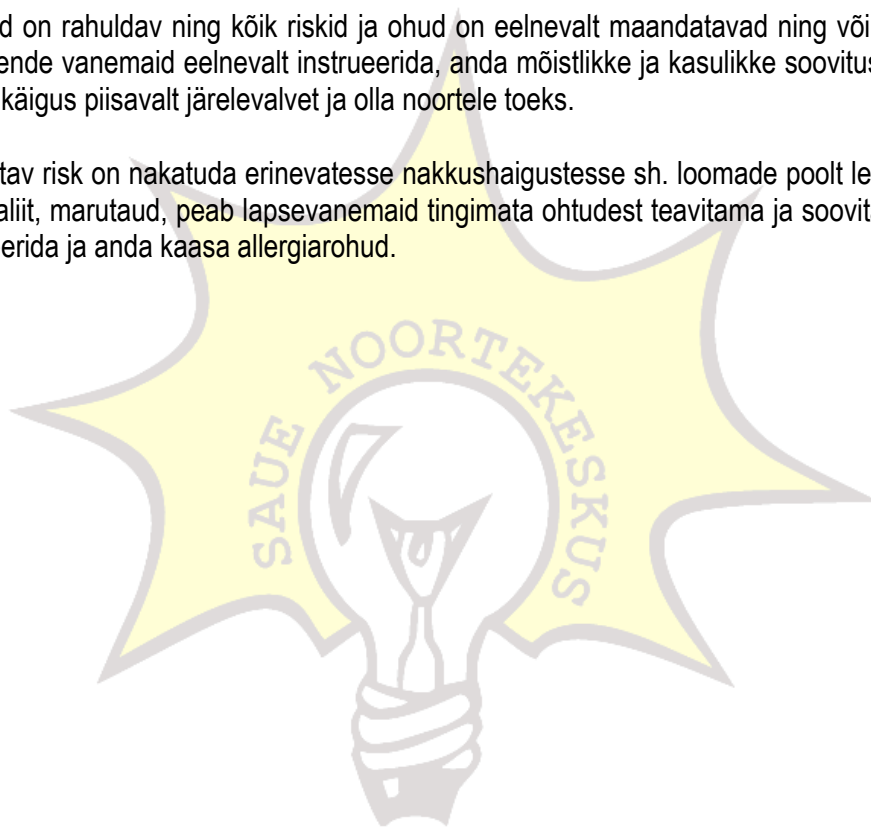 d on rahuldav ning kõik riskid ja ohud on eelnevalt maandatavad ning või
ende vanemaid eelnevalt instrueerida, anda mõistlikke ja kasulikke soovitus
käigus piisavalt järelevalvet ja olla noortele toeks.
tav risk on nakatuda erinevatesse nakkushaigustesse sh. loomade poolt le
aliit, marutaud, peab lapsevanemaid tingimata ohtudest teavitama ja soovit
erida ja anda kaasa allergiarohud.
SAUE NOORTEKESKUS